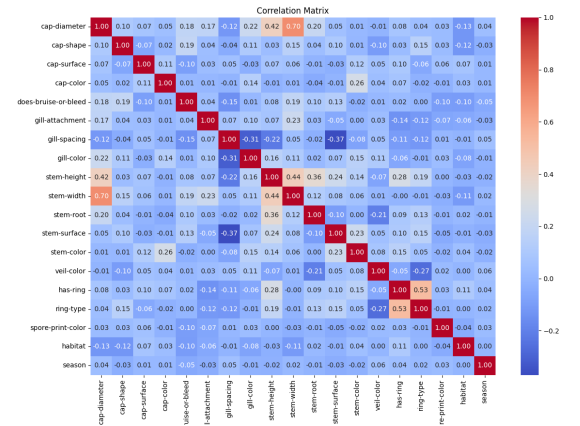 Correlation Matrix
cap-diameter 1.00 0.10 0.07 0.05 0.18 0.17 -0.12 0.22 0.42 0.70 0.20 0.05 0.01 -0.01 0.08 0.04 0.03 -0.13 0.04
cap-shape 0.10 1.00 -0.07 0.02 0.19 0.04 -0.04 0.11 0.03 0.15 0.04 0.10 0.01 -0.10 0.03 0.15 0.03 -0.12 -0.03
cap-surface 0.07 -0.07 1.00 0.11 -0.10 0.03 0.05 -0.03 0.07 0.06 -0.01 -0.03 0.12 0.05 0.10 -0.06 0.06 0.07 0.01
cap-color 0.05 0.02 0.11 1.00 0.01 0.01 -0.01 0.14 -0.01 0.01 -0.04 -0.01 0.26 0.04 0.07 -0.02 -0.01 0.03 0.01
does-bruise-or-bleed 0.18 0.19 -0.10 0.01 1.00 0.04 -0.15 0.01 0.08 0.19 0.10 0.13 -0.02 0.01 0.02 0.00 -0.10 -0.10 -0.05
gill-attachment 0.17 0.04 0.03 0.01 0.04 1.00 0.07 0.10 0.07 0.23 0.03 -0.05 0.00 0.03 -0.14 -0.12 -0.07 -0.06 0.03
gill-spacing -0.12 -0.04 0.05 -0.01 -0.15 0.07 1.00 -0.31 -0.22 0.05 -0.02 -0.37 -0.08 0.05 -0.11 -0.12 0.01 -0.01 0.05
gill-color 0.22 0.11 -0.03 0.14 0.01 0.10 -0.31 1.00 0.16 0.11 0.02 0.07 0.15 0.11 -0.06 -0.01 0.03 -0.08 -0.01
stem-height 0.42 0.03 0.07 -0.01 0.08 0.07 -0.22 0.16 1.00 0.44 0.36 0.24 0.14 -0.07 0.28 0.19 0.00 -0.03 -0.02
stem-width 0.70 0.15 0.06 0.01 0.19 0.23 0.05 0.11 0.44 1.00 0.12 0.08 0.06 0.01 -0.00 -0.01 -0.03 -0.11 0.02
stem-root 0.20 0.04 -0.01 -0.04 0.10 0.03 -0.02 0.02 0.36 0.12 1.00 -0.10 0.00 -0.21 0.09 0.13 -0.01 0.02 -0.01
stem-surface 0.05 0.10 -0.03 -0.01 0.13 -0.05 -0.37 0.07 0.24 0.08 -0.10 1.00 0.23 0.05 0.10 0.15 -0.05 0.01 -0.02
stem-color 0.01 0.01 0.12 0.26 -0.02 0.00 -0.08 0.15 0.14 0.06 0.00 0.23 1.00 0.08 0.15 0.05 -0.02 0.04 -0.02
veil-color -0.01 -0.10 0.05 0.04 0.01 0.03 0.05 0.11 -0.07 0.01 -0.21 0.05 0.08 1.00 -0.05 -0.27 0.02 0.00 0.06
has-ring 0.08 0.03 0.10 0.07 0.02 -0.14 -0.11 -0.06 0.28 -0.00 0.09 0.10 0.15 -0.05 1.00 0.53 0.03 0.11 0.04
ring-type 0.04 0.15 -0.06 -0.02 0.00 -0.12 -0.12 -0.01 0.19 -0.01 0.13 0.15 0.05 -0.27 0.53 1.00 -0.01 0.00 0.02
spore-print-color 0.03 0.03 0.06 -0.01 -0.10 -0.07 0.01 0.03 0.00 -0.03 -0.01 -0.05 -0.02 0.02 0.03 -0.01 1.00 -0.04 0.03
habitat -0.13 -0.12 0.07 0.03 -0.10 -0.06 -0.01 -0.08 -0.03 -0.11 0.02 0.01 0.04 0.00 0.11 0.00 -0.04 1.00 0.00
season 0.04 -0.03 0.01 0.01 -0.05 0.03 0.05 -0.01 -0.02 0.02 -0.01 -0.02 -0.02 0.06 0.04 0.02 0.03 0.00 1.00
cap-diameter cap-shape cap-surface cap-color ruise-or-bleed l-attachment gill-spacing gill-color stem-height stem-width stem-root stem-surface stem-color veil-color has-ring ring-type re-print-color habitat season
1.0
0.8
0.6
0.4
0.2
0.0
−0.2